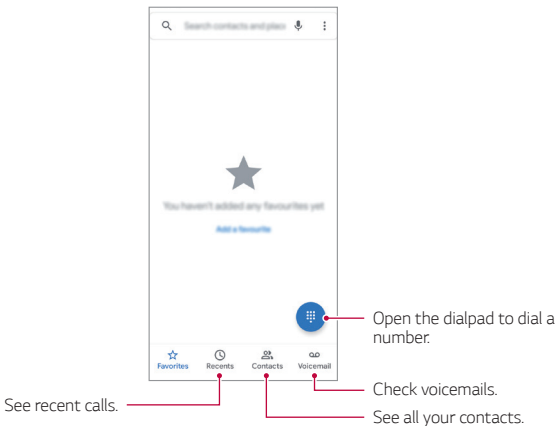 Search contacts and places
You haven't added any favourites yet
Add a favourite
Open the dialpad to dial a
number.
Favorites Recents Contacts Voicemail
Check voicemails.
See recent calls.
See all your contacts.